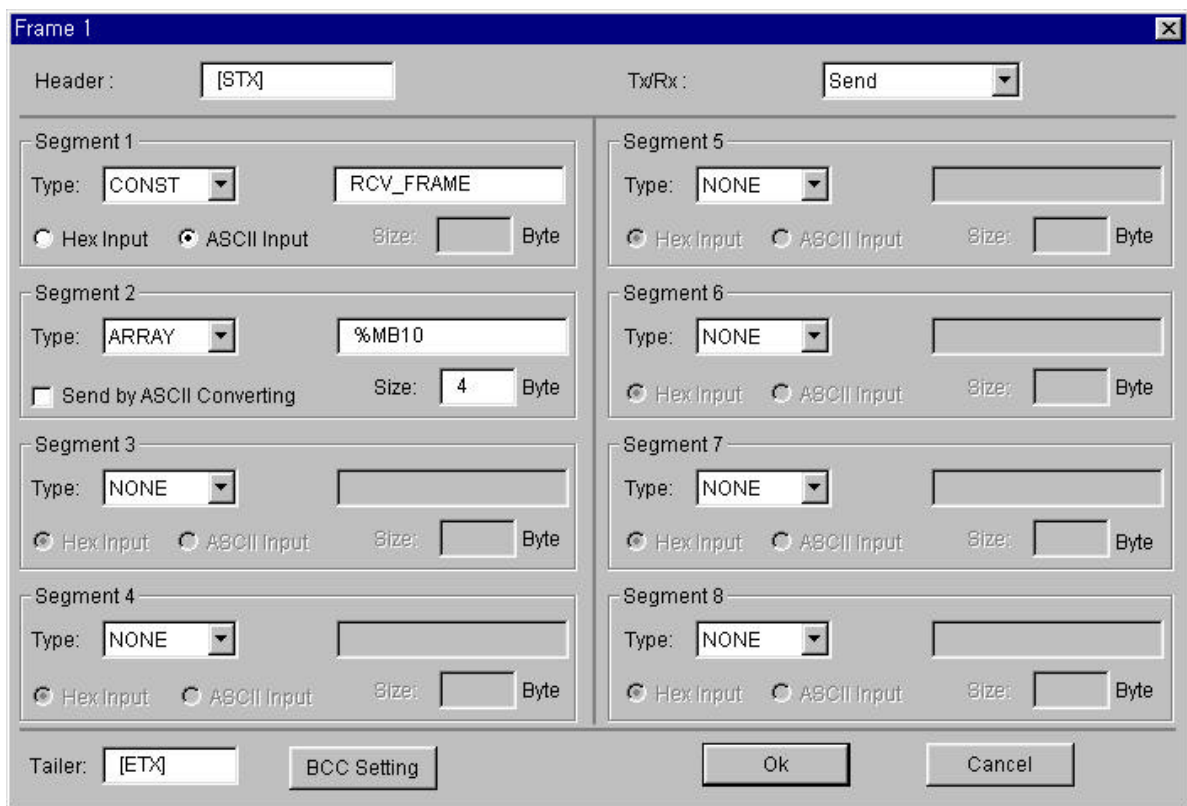 Frame 1
Header : [STX] Tx/Rx : Send
Segment 1
Type: CONST RCV_FRAME
Hex Input ASCII Input Size: Byte
Segment 2
Type: ARRAY %MB10
Send by ASCII Converting Size: 4 Byte
Segment 3
Type: NONE
Hex Input ASCII Input Size: Byte
Segment 4
Type: NONE
Hex Input ASCII Input Size: Byte
Segment 5
Type: NONE
Hex Input ASCII Input Size: Byte
Segment 6
Type: NONE
Hex Input ASCII Input Size: Byte
Segment 7
Type: NONE
Hex Input ASCII Input Size: Byte
Segment 8
Type: NONE
Hex Input ASCII Input Size: Byte
Tailer: [ETX] BCC Setting Ok Cancel